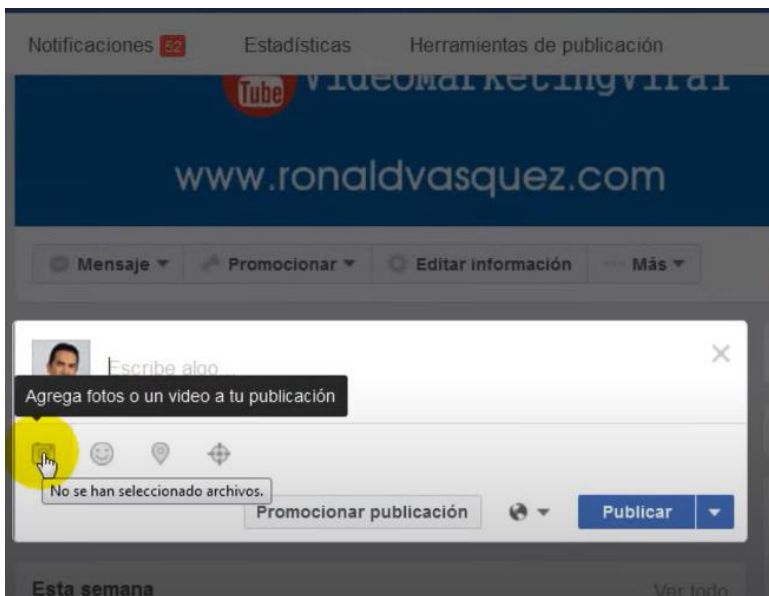 Notificaciones 52 Estadísticas Herramientas de publicación
Tube VideoMarketingViral
www.ronaldvasquez.com
Mensaje Promocionar Editar información Más
Escribe algo...
Agrega fotos o un video a tu publicación
No se han seleccionado archivos.
Promocionar publicación Publicar
Esta semana Ver todo